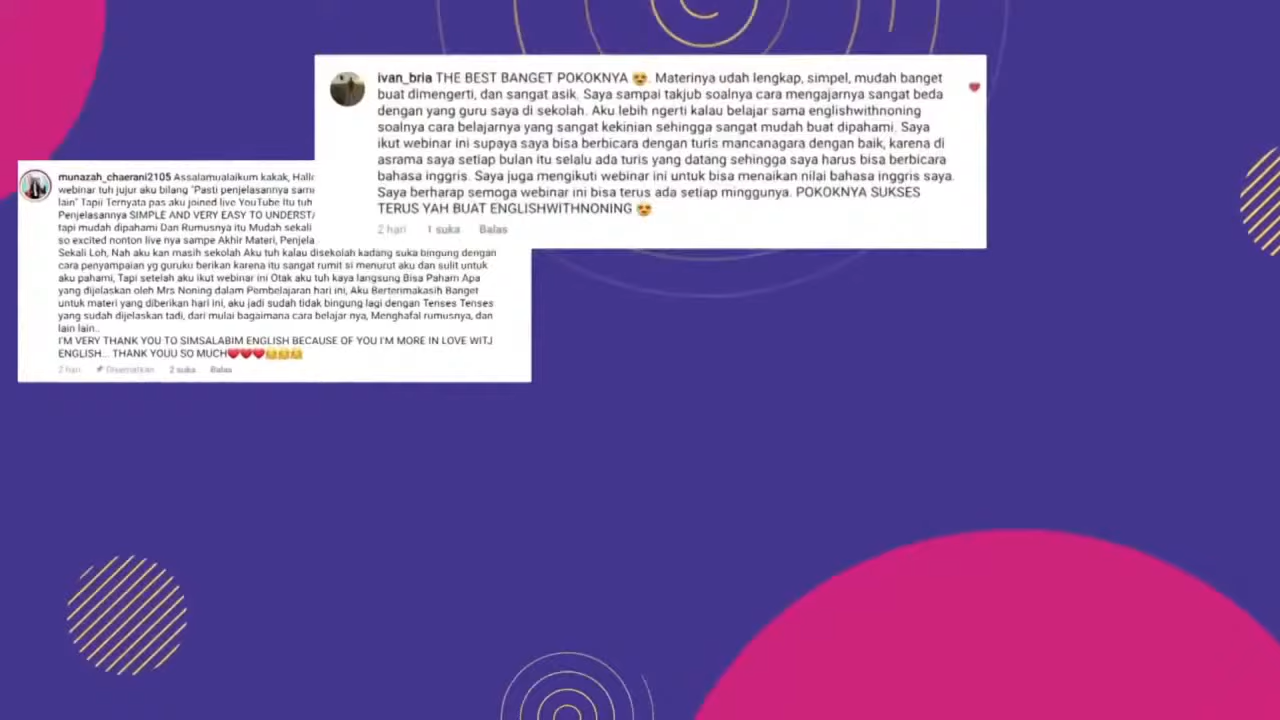 ivan_bria THE BEST BANGET POKOKNYA 😍. Materinya udah lengkap, simpel, mudah banget
buat dimengerti, dan sangat asik. Saya sampai takjub soalnya cara mengajarnya sangat beda
dengan yang guru saya di sekolah. Aku lebih ngerti kalau belajar sama englishwithnoning
soalnya cara belajarnya yang sangat kekinian sehingga sangat mudah buat dipahami. Saya
ikut webinar ini supaya saya bisa berbicara dengan turis mancanagara dengan baik, karena di
asrama saya setiap bulan itu selalu ada turis yang datang sehingga saya harus bisa berbicara
bahasa inggris. Saya juga mengikuti webinar ini untuk bisa menaikan nilai bahasa inggris saya.
Saya berharap semoga webinar ini bisa terus ada setiap minggunya. POKOKNYA SUKSES
TERUS YAH BUAT ENGLISHWITHNONING 😍
2 hari 1 suka Balas
munazah_chaerani2105 Assalamualaikum kakak,
webinar tuh jujur aku bilang "Pasti penjelasannya
lain" Tapii Ternyata pas aku joined live YouTube Itu tuh
Penjelasannya SIMPLE AND VERY EASY TO
tapi mudah dipahami Dan Rumusnya itu Mudah sekali
so excited nonton live nya sampe Akhir Materi,
Sekali Loh, Nah aku kan masih sekolah Aku tuh kalau disekolah kadang suka bingung dengan
cara penyampaian yg guruku berikan karena itu sangat rumit si menurut aku dan sulit untuk
aku pahami, Tapi setelah aku ikut webinar ini Otak aku tuh kaya langsung Bisa Paham Apa
yang dijelaskan oleh Mrs Noning dalam Pembelajaran hari ini, Aku Berterimakasih Banget
untuk materi yang diberikan hari ini, aku jadi sudah tidak bingung lagi dengan Tenses Tenses
yang sudah dijelaskan tadi, dari mulai bagaimana cara belajar nya, Menghafal rumusnya, dan
lain lain..
I'M VERY THANK YOU TO SIMSALABIM ENGLISH BECAUSE OF YOU I'M MORE IN LOVE WITJ
ENGLISH... THANK YOUU SO MUCH❤️❤️❤️
2 hari Disematkan 2 suka Balas